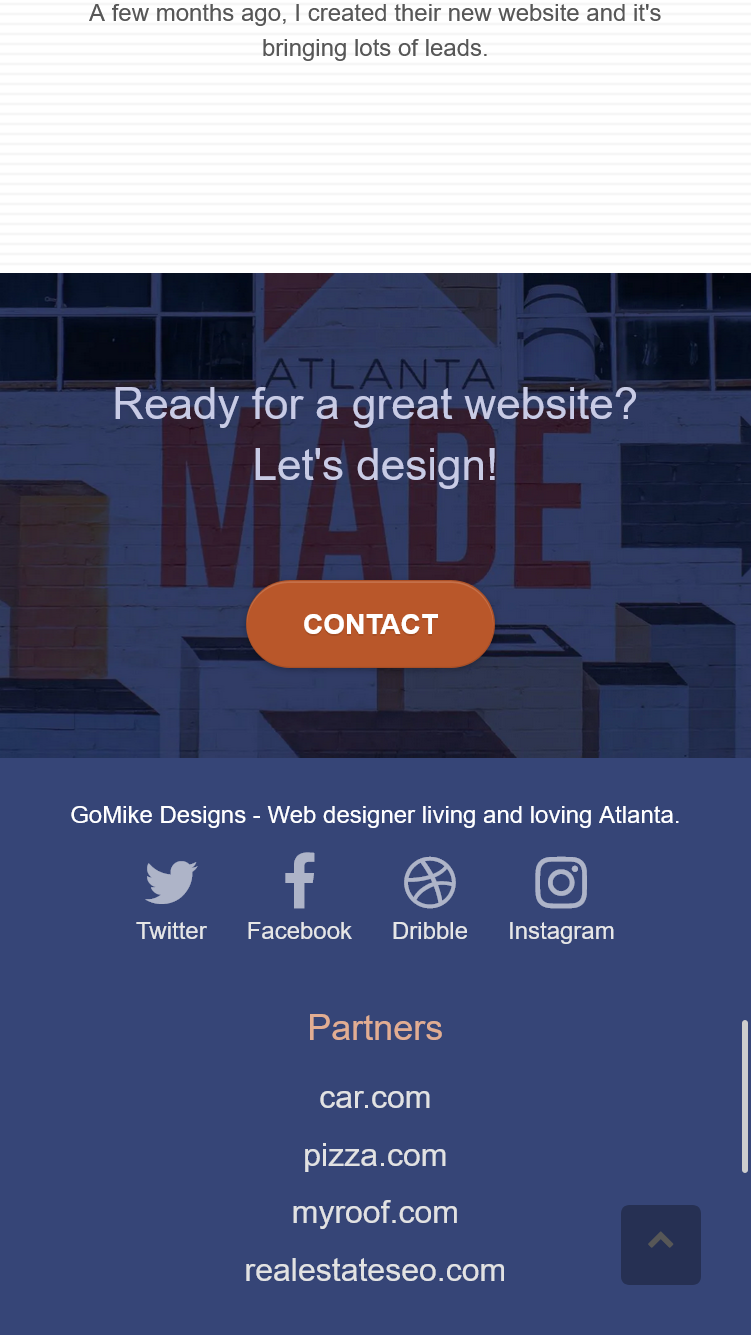 A few months ago, I created their new website and it's
bringing lots of leads.
ATLANTA
MADE
Ready for a great website?
Let's design!
CONTACT
GoMike Designs - Web designer living and loving Atlanta.
Twitter Facebook Dribble Instagram
Partners
car.com
pizza.com
myroof.com
realestateseo.com